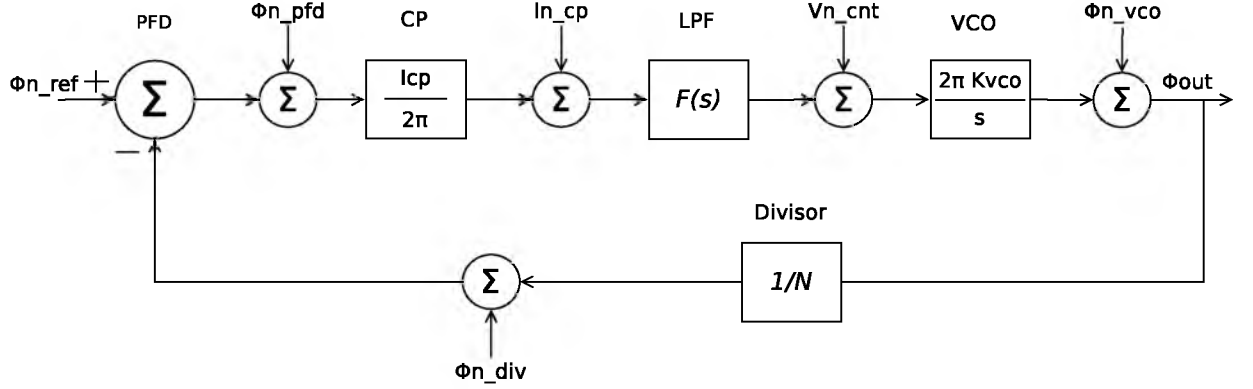 PFD
Φn_pfd
CP
In_cp
LPF
Vn_cnt
VCO
Φn_vco
Φn_ref
+
Σ
Σ
Icp
2π
Σ
F(s)
Σ
2π Kvco
s
Σ
Φout
−
Divisor
Σ
1/N
Φn_div